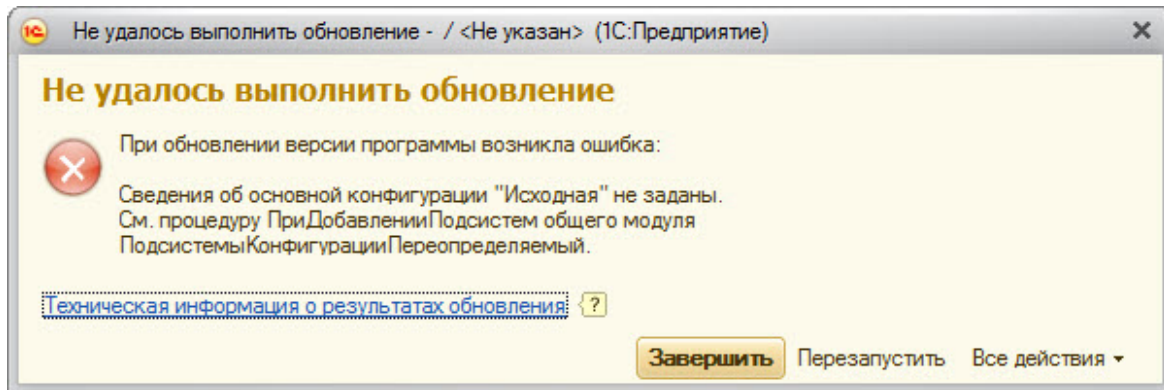 1С Не удалось выполнить обновление - / <Не указан> (1С:Предприятие)
Не удалось выполнить обновление
При обновлении версии программы возникла ошибка:
Сведения об основной конфигурации "Исходная" не заданы.
См. процедуру ПриДобавленииПодсистем общего модуля
ПодсистемыКонфигурацииПереопределяемый.
Техническая информация о результатах обновления ?
Завершить Перезапустить Все действия